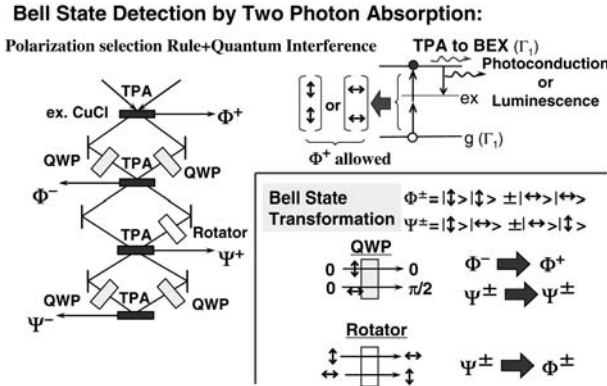 Bell State Detection by Two Photon Absorption:
Polarization selection Rule+Quantum Interference
TPA to BEX (Γ₁)
Photoconduction
or
Luminescence
TPA
ex. CuCl
Φ⁺
↕ ↕ or ↔ ↔
ex
g (Γ₁)
Φ⁺ allowed
QWP
QWP
Φ⁻
TPA
Rotator
TPA
Ψ⁺
QWP
TPA
QWP
Ψ⁻
Bell State
Transformation
Φ±=|↕>|↕> ±|↔>|↔>
Ψ±=|↕>|↔> ±|↔>|↕>
QWP
0 ↕ 0
0 ↔ π/2
Φ⁻ ➡ Φ⁺
Ψ± ➡ Ψ±
Rotator
↕ ↔
↔ ↕
Ψ± ➡ Φ±